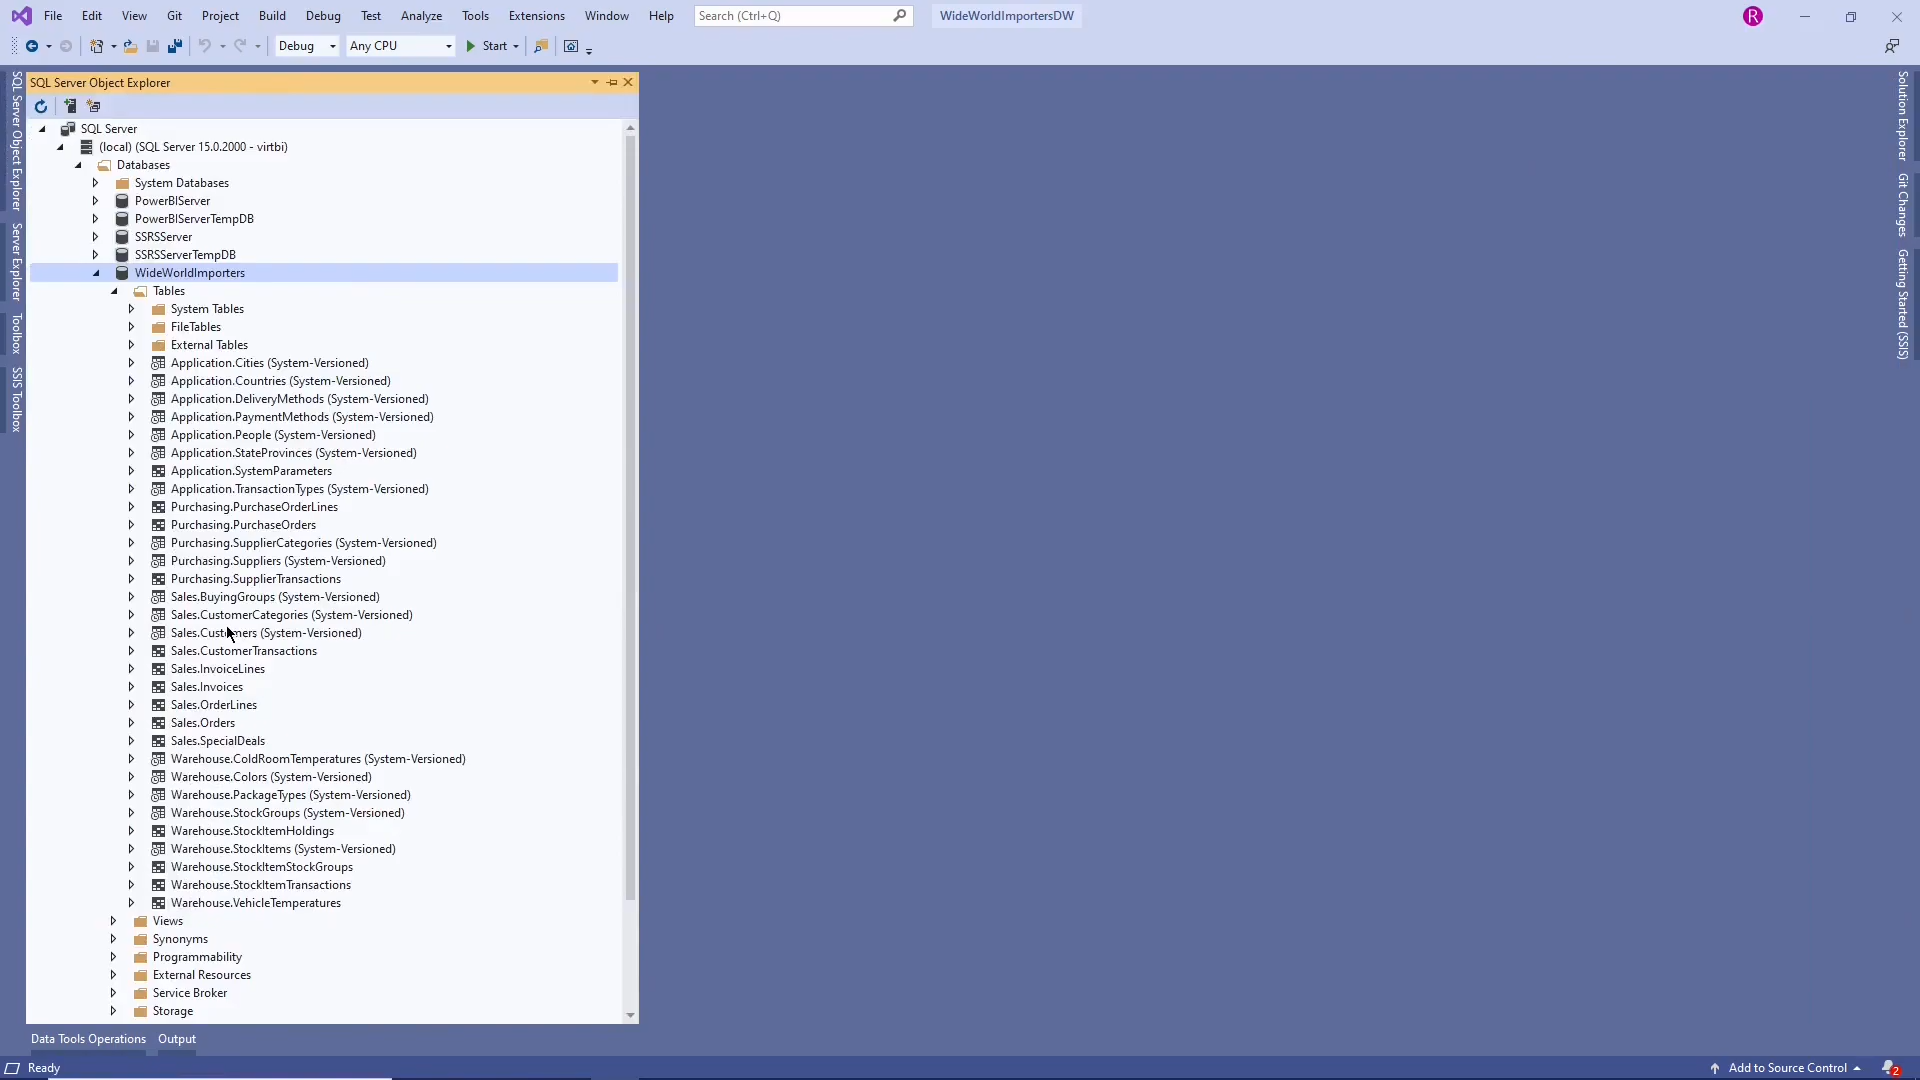 File Edit View Git Project Build Debug Test Analyze Tools Extensions Window Help Search (Ctrl+Q) WideWorldImportersDW R
Debug Any CPU Start
SQL Server Object Explorer
SQL Server
(local) (SQL Server 15.0.2000 - virtbi)
Databases
System Databases
PowerBIServer
PowerBIServerTempDB
SSRSServer
SSRSServerTempDB
WideWorldImporters
Tables
System Tables
FileTables
External Tables
Application.Cities (System-Versioned)
Application.Countries (System-Versioned)
Application.DeliveryMethods (System-Versioned)
Application.PaymentMethods (System-Versioned)
Application.People (System-Versioned)
Application.StateProvinces (System-Versioned)
Application.SystemParameters
Application.TransactionTypes (System-Versioned)
Purchasing.PurchaseOrderLines
Purchasing.PurchaseOrders
Purchasing.SupplierCategories (System-Versioned)
Purchasing.Suppliers (System-Versioned)
Purchasing.SupplierTransactions
Sales.BuyingGroups (System-Versioned)
Sales.CustomerCategories (System-Versioned)
Sales.Customers (System-Versioned)
Sales.CustomerTransactions
Sales.InvoiceLines
Sales.Invoices
Sales.OrderLines
Sales.Orders
Sales.SpecialDeals
Warehouse.ColdRoomTemperatures (System-Versioned)
Warehouse.Colors (System-Versioned)
Warehouse.PackageTypes (System-Versioned)
Warehouse.StockGroups (System-Versioned)
Warehouse.StockItemHoldings
Warehouse.StockItems (System-Versioned)
Warehouse.StockItemStockGroups
Warehouse.StockItemTransactions
Warehouse.VehicleTemperatures
Views
Synonyms
Programmability
External Resources
Service Broker
Storage
SQL Server Object Explorer
Server Explorer
Toolbox
SSIS Toolbox
Solution Explorer
Git Changes
Getting Started (SSIS)
Data Tools Operations Output
Ready Add to Source Control 2